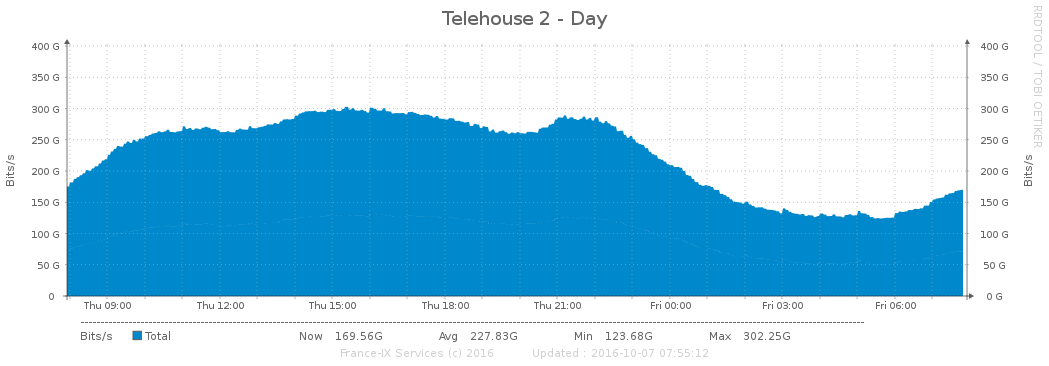 Telehouse 2 - Day
RRDTOOL / TOBI OETIKER
Bits/s
400 G 400 G
350 G 350 G
300 G 300 G
250 G 250 G
200 G 200 G
150 G 150 G
100 G 100 G
50 G 50 G
0 0 G
Bits/s
Thu 09:00 Thu 12:00 Thu 15:00 Thu 18:00 Thu 21:00 Fri 00:00 Fri 03:00 Fri 06:00
Bits/s Total Now 169.56G Avg 227.83G Min 123.68G Max 302.25G
France-IX Services (c) 2016 Updated : 2016-10-07 07:55:12